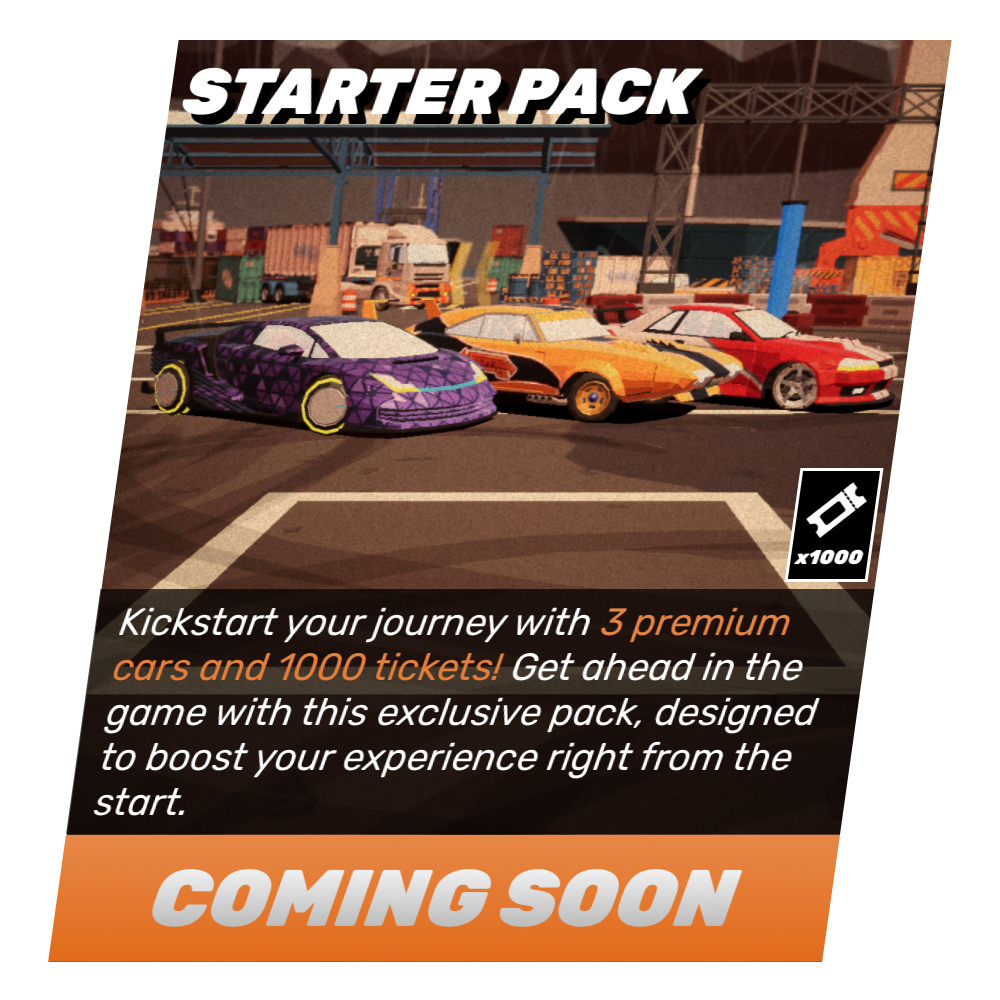 STARTER PACK
x1000
Kickstart your journey with 3 premium
cars and 1000 tickets! Get ahead in the
game with this exclusive pack, designed
to boost your experience right from the
start.
COMING SOON